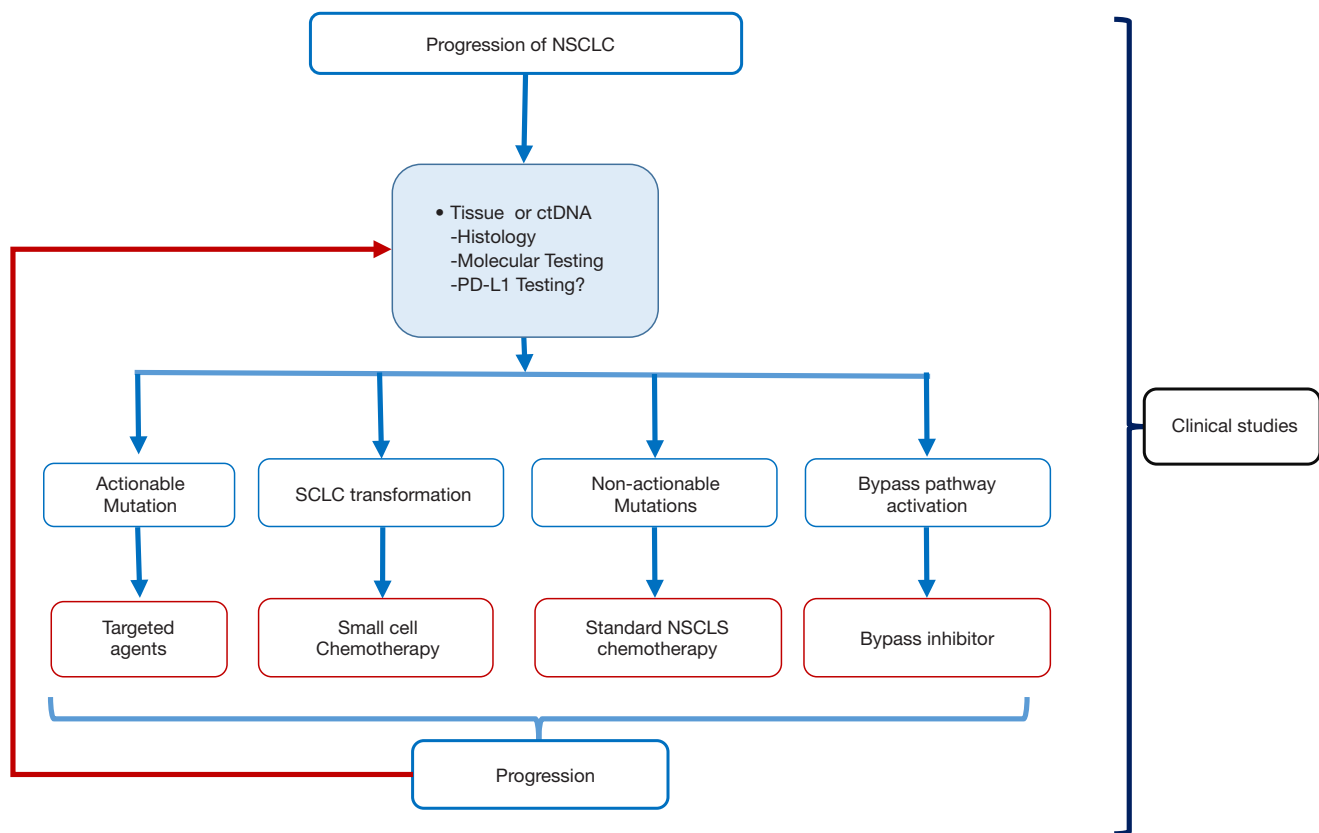 Progression of NSCLC
• Tissue or ctDNA
-Histology
-Molecular Testing
-PD-L1 Testing?
Clinical studies
Actionable
Mutation
SCLC transformation
Non-actionable
Mutations
Bypass pathway
activation
Targeted
agents
Small cell
Chemotherapy
Standard NSCLS
chemotherapy
Bypass inhibitor
Progression